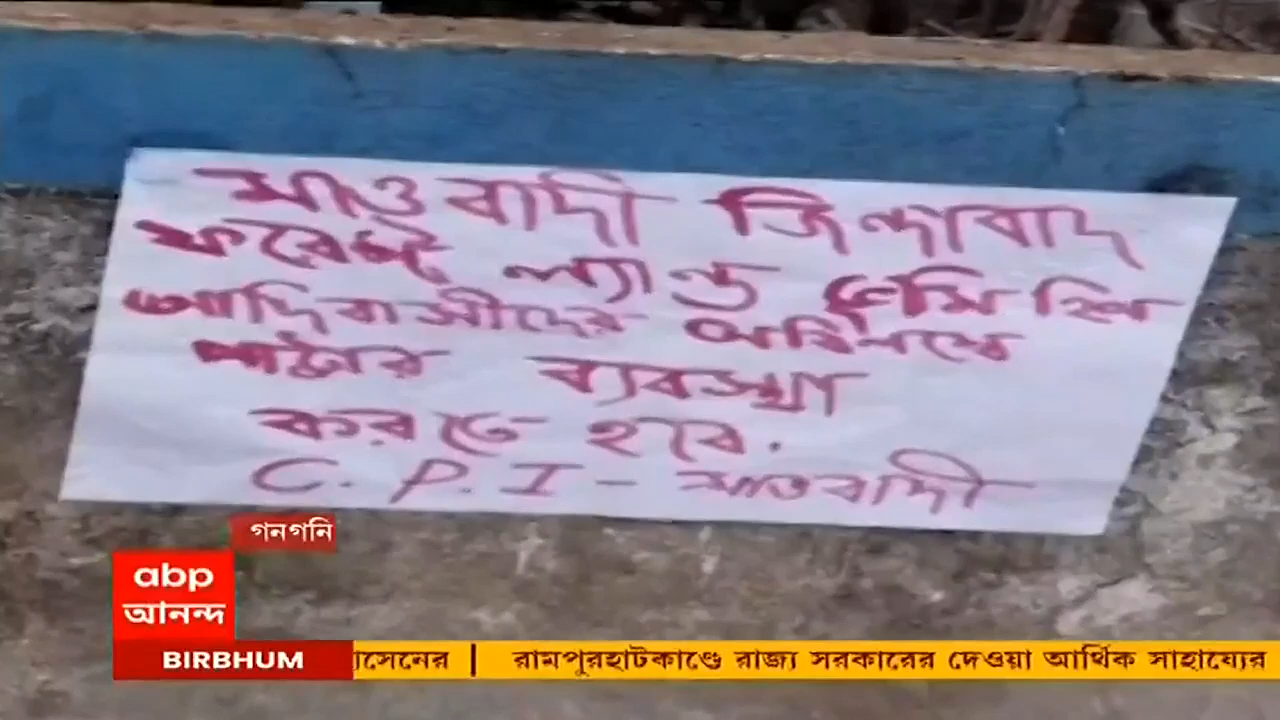 মাওবাদী জিন্দাবাদ
ফরেস্ট ল্যান্ড ভূমিহীন
আদিবাসীদের অবিলম্বে
পাট্টার ব্যবস্থা
করতে হবে.
C.P.I - মাওবাদী
গনগনি
abp
আনন্দ
BIRBHUM
াসেনের | রামপুরহাটকাণ্ডে রাজ্য সরকারের দেওয়া আর্থিক সাহায্যের